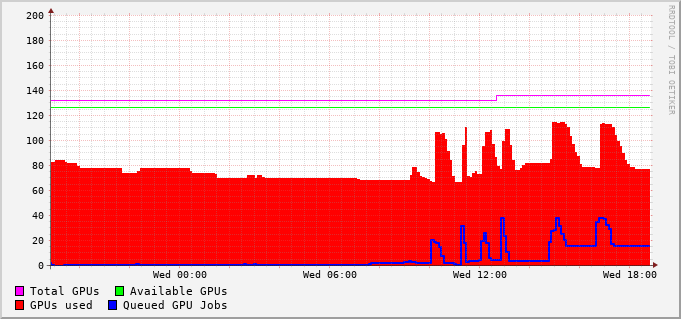 200
180
160
140
120
100
80
60
40
20
0
Wed 00:00 Wed 06:00 Wed 12:00 Wed 18:00
Total GPUs Available GPUs
GPUs used Queued GPU Jobs
RRDTOOL / TOBI OETIKER